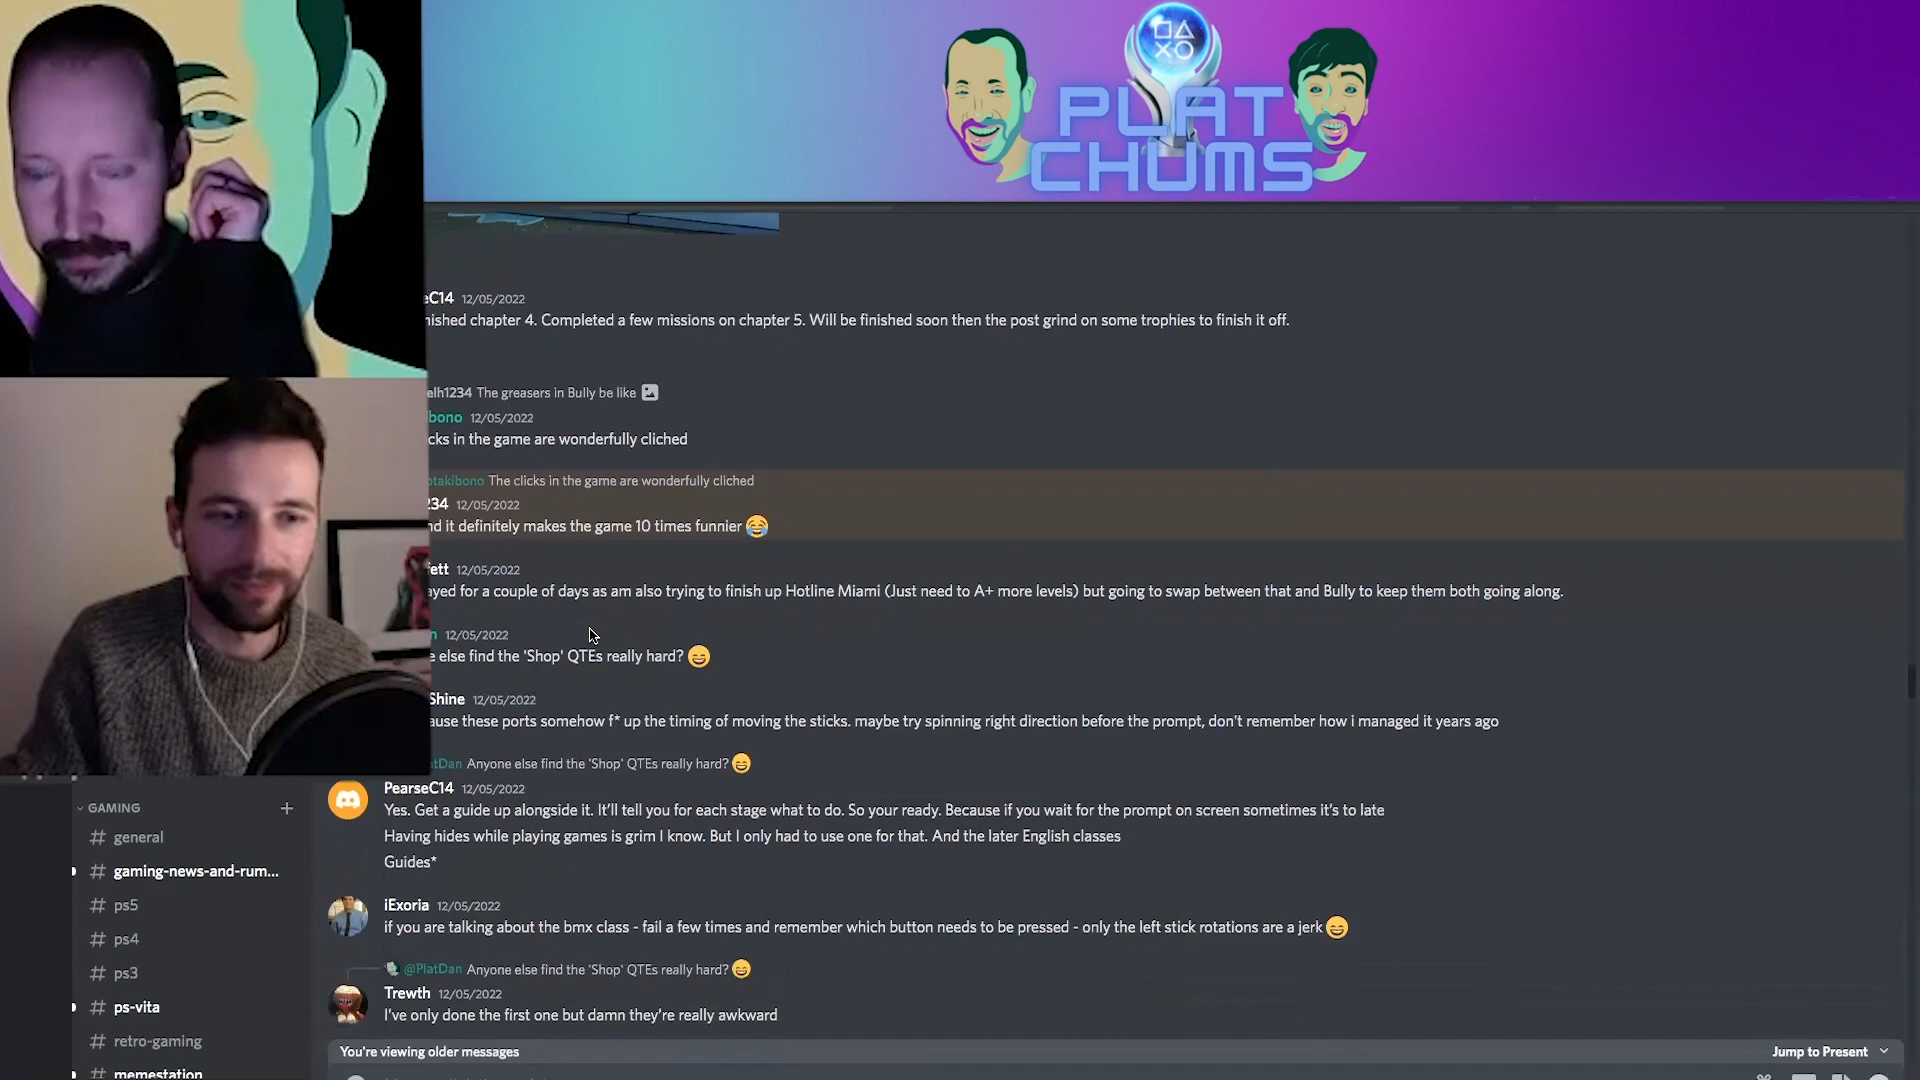 PLAT
CHUMS
eC14 12/05/2022
nished chapter 4. Completed a few missions on chapter 5. Will be finished soon then the post grind on some trophies to finish it off.
elh1234 The greasers in Bully be like
bono 12/05/2022
cks in the game are wonderfully cliched
otakibono The clicks in the game are wonderfully cliched
234 12/05/2022
nd it definitely makes the game 10 times funnier 😂
fett 12/05/2022
ayed for a couple of days as am also trying to finish up Hotline Miami (Just need to A+ more levels) but going to swap between that and Bully to keep them both going along.
n 12/05/2022
e else find the 'Shop' QTEs really hard? 😄
Shine 12/05/2022
ause these ports somehow f* up the timing of moving the sticks. maybe try spinning right direction before the prompt, don't remember how i managed it years ago
atDan Anyone else find the 'Shop' QTEs really hard? 😄
PearseC14 12/05/2022
Yes. Get a guide up alongside it. It'll tell you for each stage what to do. So your ready. Because if you wait for the prompt on screen sometimes it's to late
Having hides while playing games is grim I know. But I only had to use one for that. And the later English classes
Guides*
iExoria 12/05/2022
if you are talking about the bmx class - fail a few times and remember which button needs to be pressed - only the left stick rotations are a jerk 😄
@PlatDan Anyone else find the 'Shop' QTEs really hard? 😄
Trewth 12/05/2022
I've only done the first one but damn they're really awkward
You're viewing older messages
Jump to Present
GAMING +
# general
# gaming-news-and-rum...
# ps5
# ps4
# ps3
# ps-vita
# retro-gaming
# memestation